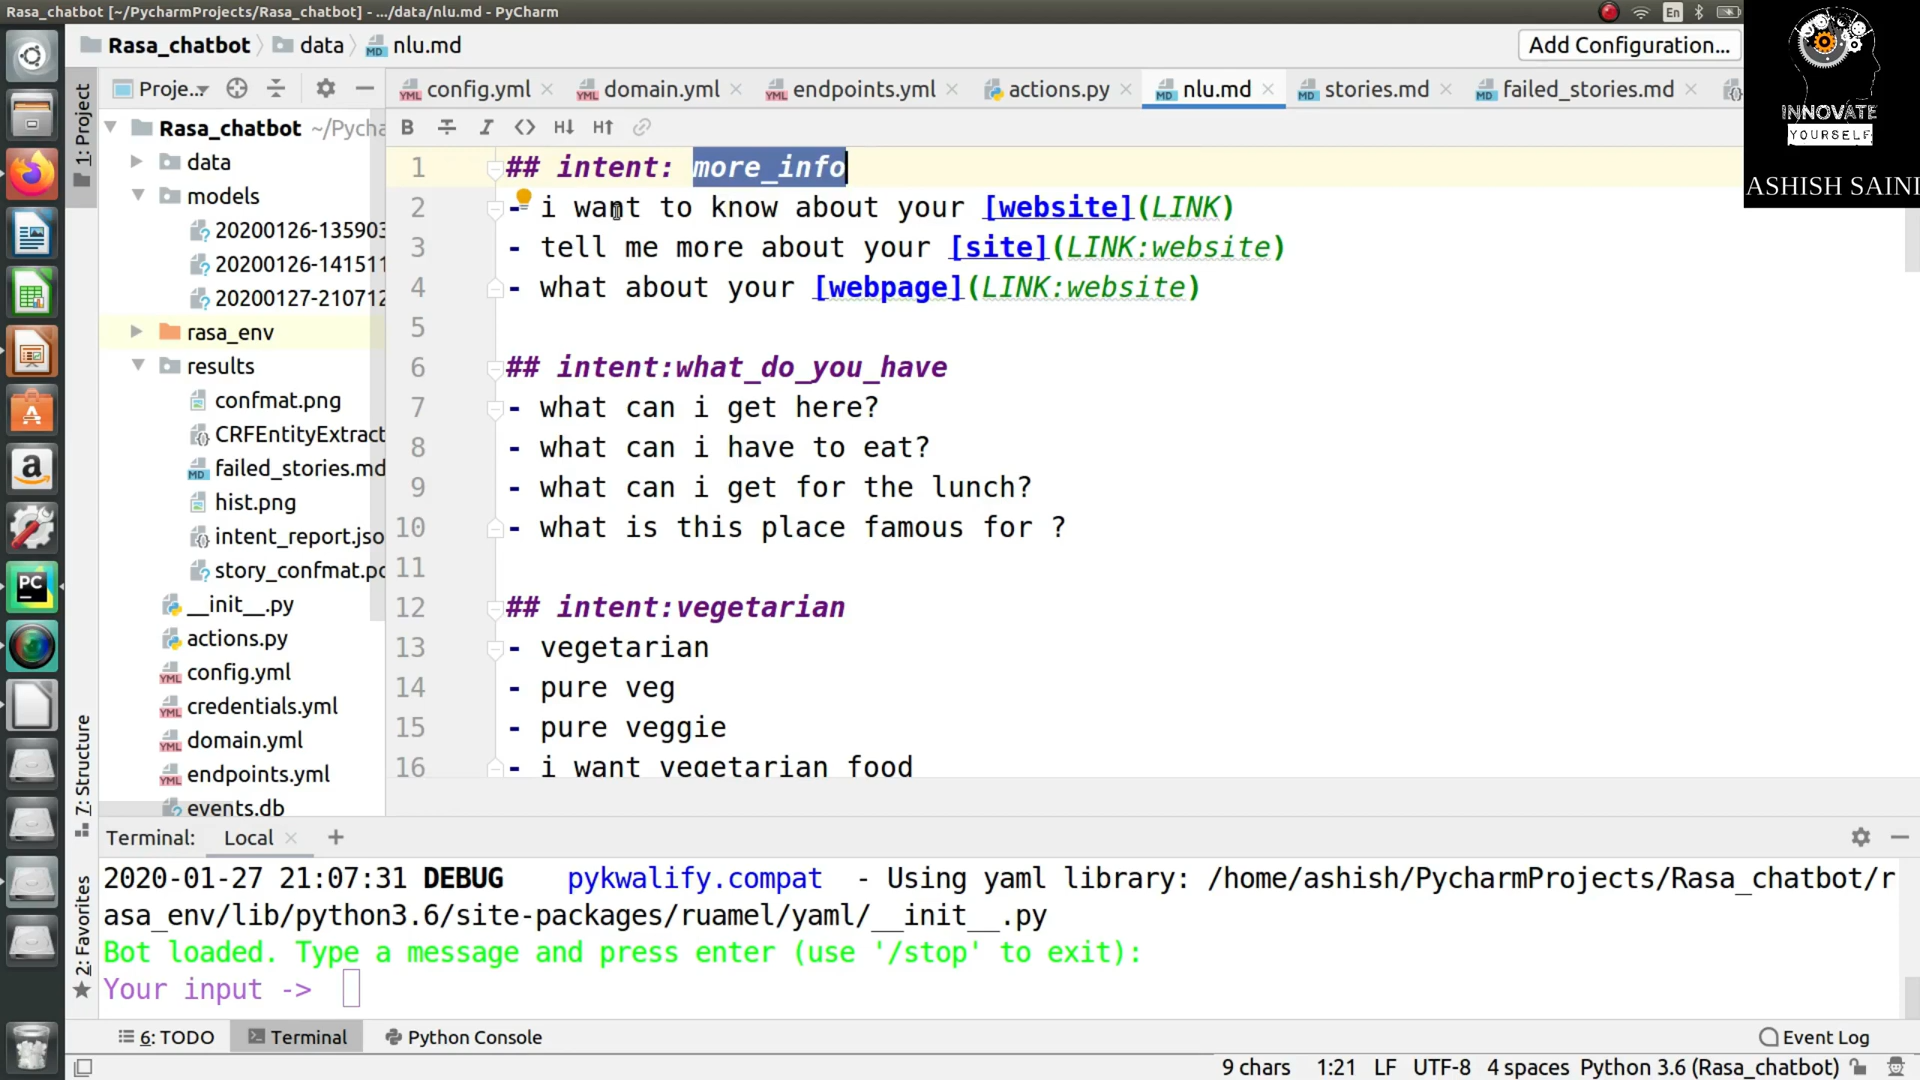 Rasa_chatbot [~/PycharmProjects/Rasa_chatbot] - .../data/nlu.md - PyCharm
En
Rasa_chatbot
data
nlu.md
Add Configuration...
INNOVATE
YOURSELF
ASHISH SAINI
1: Project
Proje...
config.yml
domain.yml
endpoints.yml
actions.py
nlu.md
stories.md
failed_stories.md
Rasa_chatbot ~/Pycha
data
models
20200126-135903
20200126-141511
20200127-210712
rasa_env
results
confmat.png
CRFEntityExtract
failed_stories.md
hist.png
intent_report.jso
story_confmat.pd
__init__.py
actions.py
config.yml
credentials.yml
domain.yml
endpoints.yml
events.db
B I H↓ H↑
1 ## intent: more_info
2 - i want to know about your [website](LINK)
3 - tell me more about your [site](LINK:website)
4 - what about your [webpage](LINK:website)
5
6 ## intent:what_do_you_have
7 - what can i get here?
8 - what can i have to eat?
9 - what can i get for the lunch?
10 - what is this place famous for ?
11
12 ## intent:vegetarian
13 - vegetarian
14 - pure veg
15 - pure veggie
16 - i want vegetarian food
7: Structure
2: Favorites
Terminal: Local +
2020-01-27 21:07:31 DEBUG pykwalify.compat - Using yaml library: /home/ashish/PycharmProjects/Rasa_chatbot/r
asa_env/lib/python3.6/site-packages/ruamel/yaml/__init__.py
Bot loaded. Type a message and press enter (use '/stop' to exit):
Your input ->
6: TODO
Terminal
Python Console
Event Log
9 chars 1:21 LF UTF-8 4 spaces Python 3.6 (Rasa_chatbot)